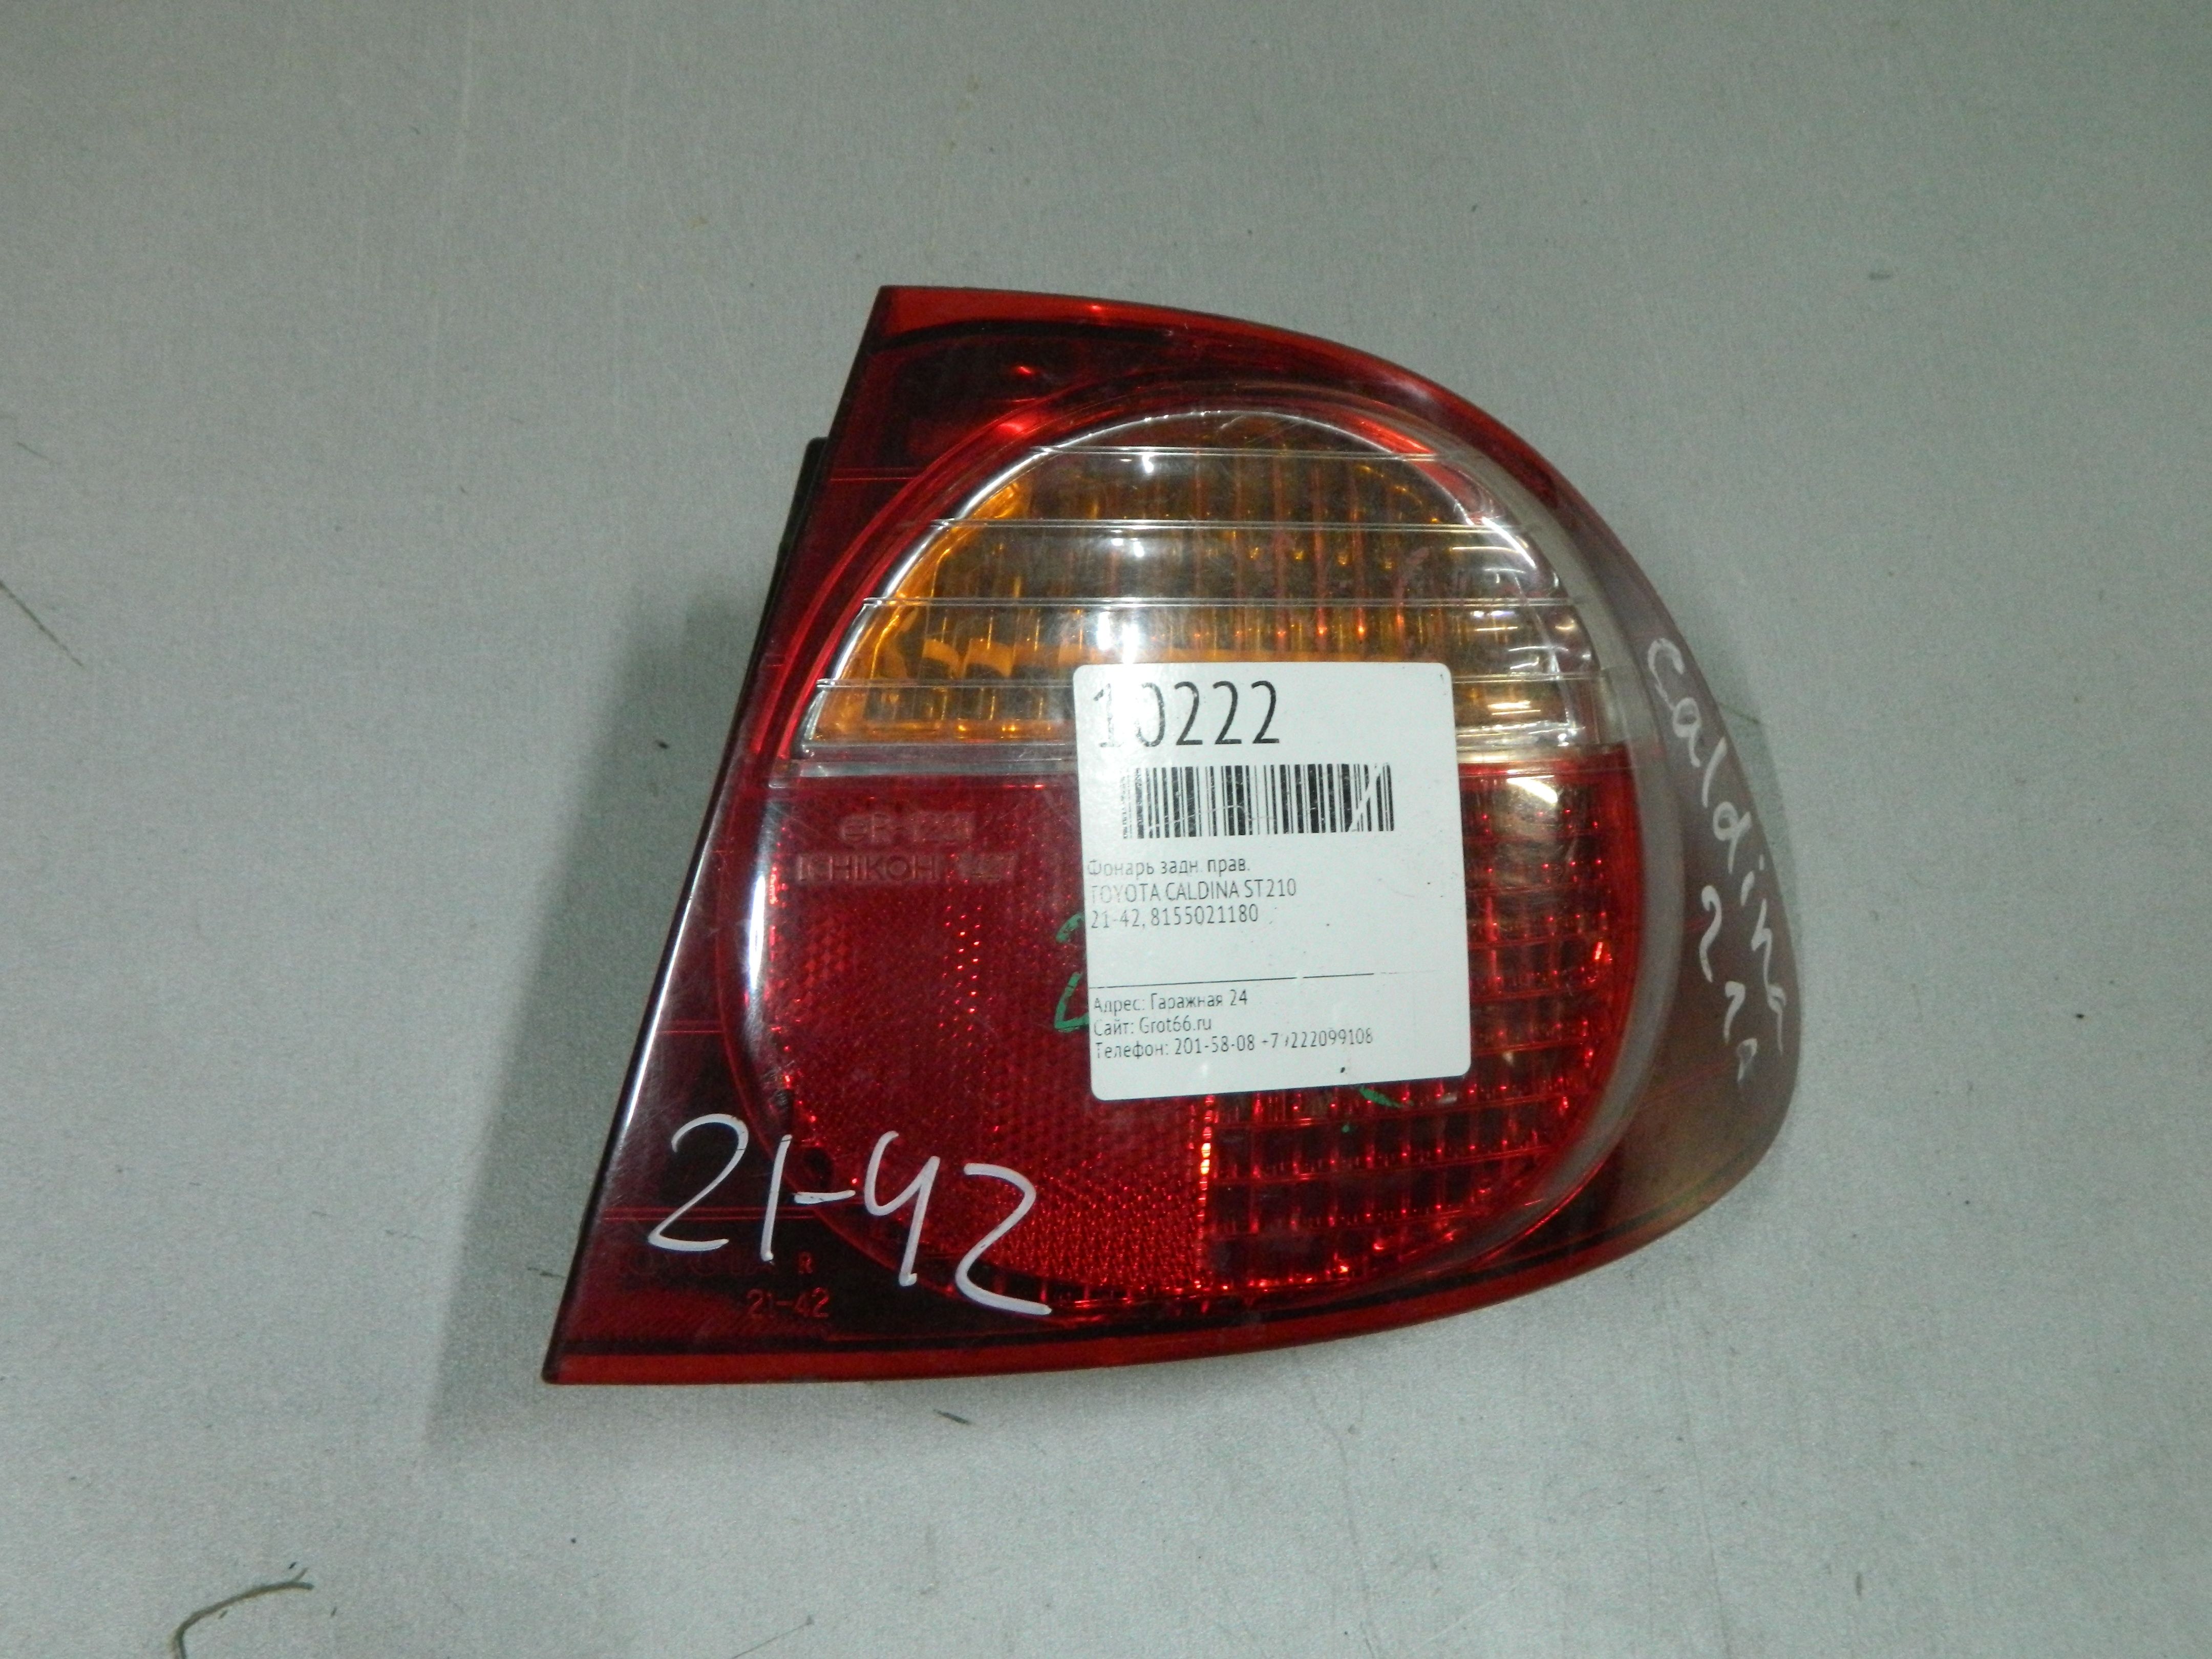 10222
Фонарь задн. прав.
TOYOTA CALDINA ST210
21-42, 8155021180
Адрес: Гаражная 24
Сайт: Grot66.ru
Телефон: 201-58-08 +79222099108
ICHIKOH
21-42
R
21-42
Caldina